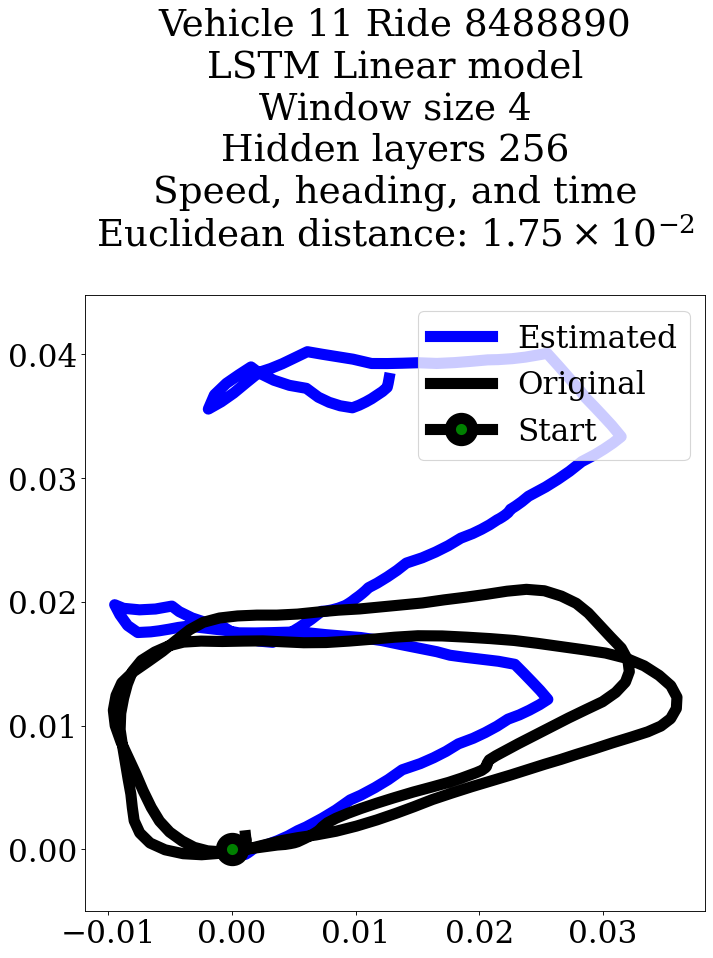 Vehicle 11 Ride 8488890
LSTM Linear model
Window size 4
Hidden layers 256
Speed, heading, and time
Euclidean distance: 1.75 × 10⁻²
Estimated
Original
Start
0.04
0.03
0.02
0.01
0.00
−0.01 0.00 0.01 0.02 0.03